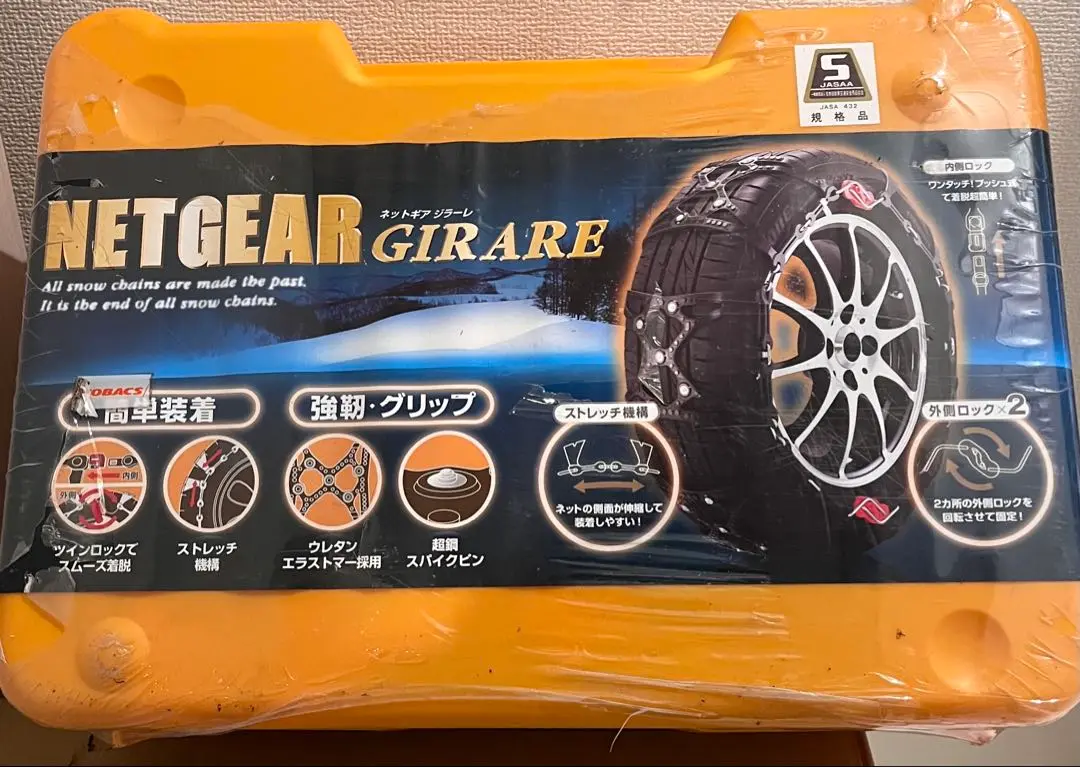 S
JASAA
JASA 432
規格品
内側ロック
ワンタッチ!プッシュ式
で着脱超簡単!
ネットギア ジラーレ
NETGEAR GIRARE
All snow chains are made the past.
It is the end of all snow chains.
OBACS
簡単装着
強靭・グリップ
外側
内側
ツインロックで
スムーズ着脱
ストレッチ
機構
ウレタン
エラストマー採用
超鋼
スパイクピン
ストレッチ機構
ネットの側面が伸縮して
装着しやすい!
外側ロック×2
2カ所の外側ロックを
回転させて固定!